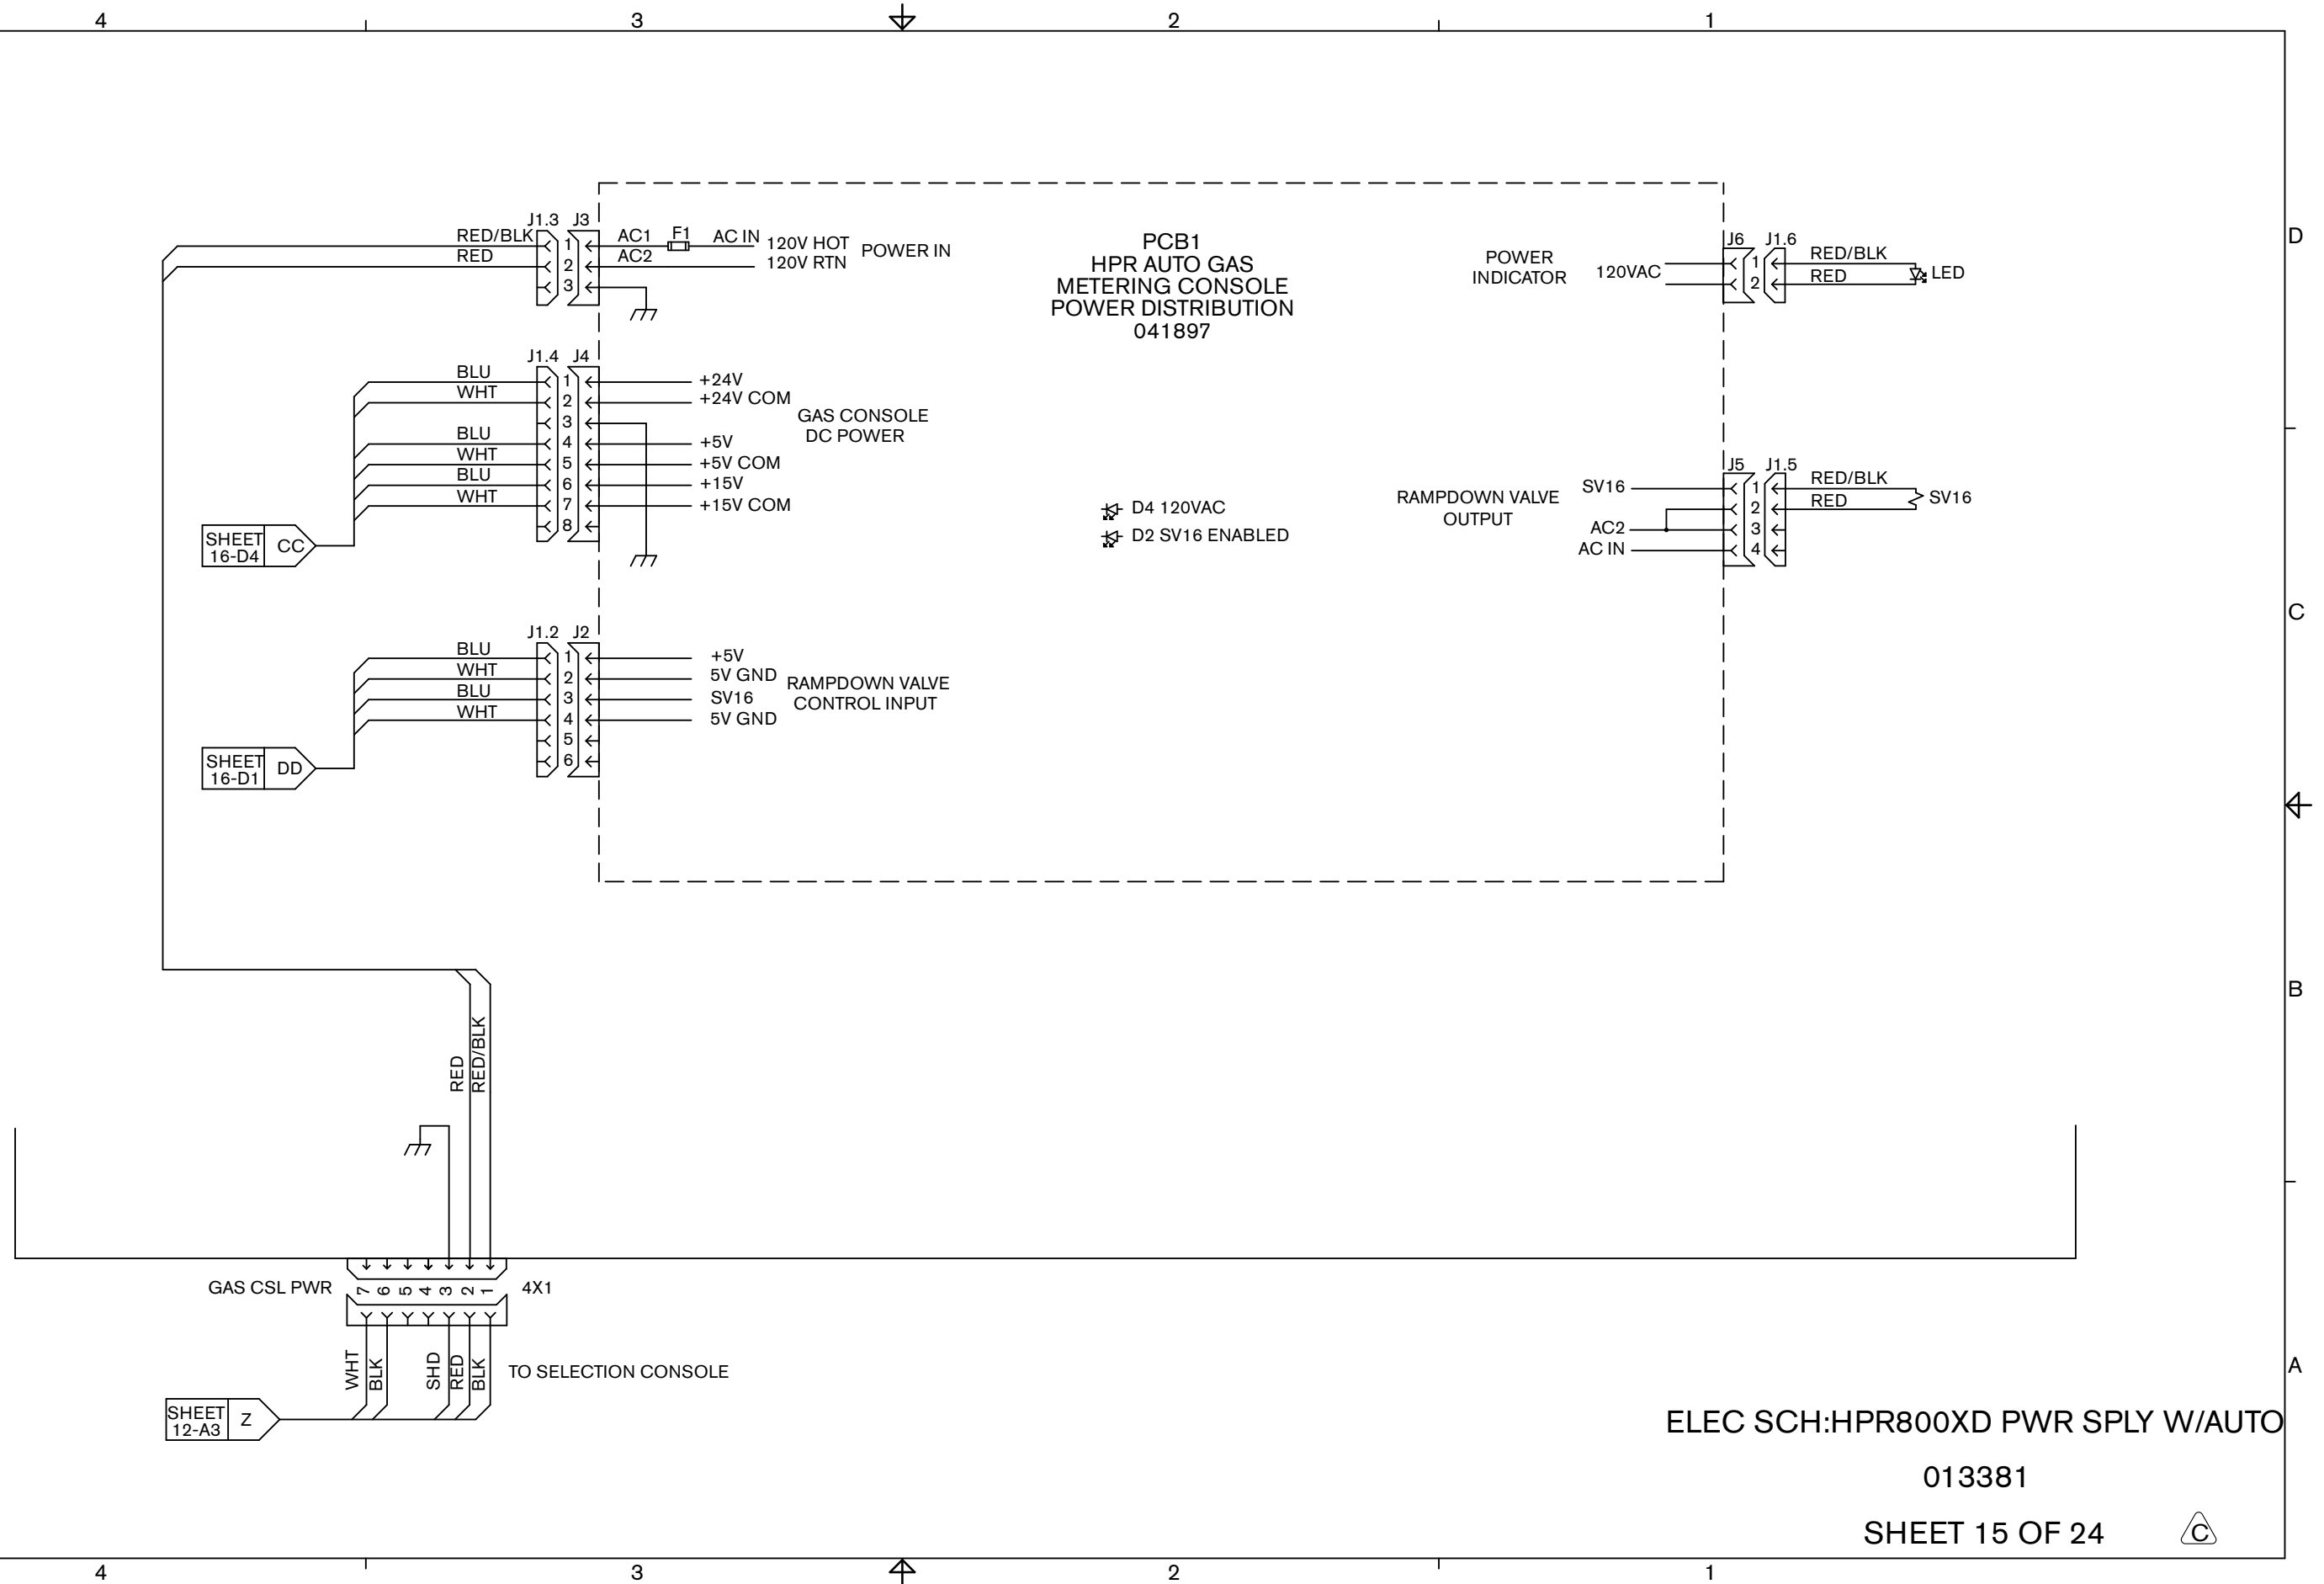 4 3 2 1
D
C
B
A
J1.3 J3
RED/BLK
RED
1
2
3
AC1 F1 AC IN
AC2
120V HOT
120V RTN
POWER IN
PCB1
HPR AUTO GAS
METERING CONSOLE
POWER DISTRIBUTION
041897
POWER
INDICATOR
120VAC
J6 J1.6
1
2
RED/BLK
RED
LED
J1.4 J4
BLU
WHT
BLU
WHT
BLU
WHT
1
2
3
4
5
6
7
8
+24V
+24V COM
+5V
+5V COM
+15V
+15V COM
GAS CONSOLE
DC POWER
SHEET
16-D4
CC
D4 120VAC
D2 SV16 ENABLED
RAMPDOWN VALVE
OUTPUT
SV16
AC2
AC IN
J5 J1.5
1
2
3
4
RED/BLK
RED
SV16
J1.2 J2
BLU
WHT
BLU
WHT
1
2
3
4
5
6
+5V
5V GND
SV16
5V GND
RAMPDOWN VALVE
CONTROL INPUT
SHEET
16-D1
DD
RED
RED/BLK
GAS CSL PWR
7 6 5 4 3 2 1
4X1
WHT
BLK
SHD
RED
BLK
TO SELECTION CONSOLE
SHEET
12-A3
Z
ELEC SCH:HPR800XD PWR SPLY W/AUTO
013381
SHEET 15 OF 24
C
4 3 2 1